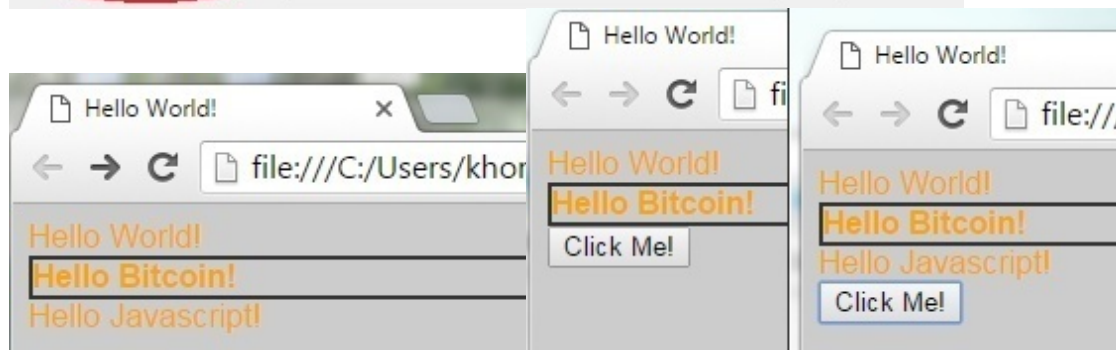 Hello World!
file:///C:/Users/khor
Hello World!
Hello Bitcoin!
Hello Javascript!
Hello World!
fi
Hello World!
Hello Bitcoin!
Click Me!
Hello World!
file:///
Hello World!
Hello Bitcoin!
Hello Javascript!
Click Me!